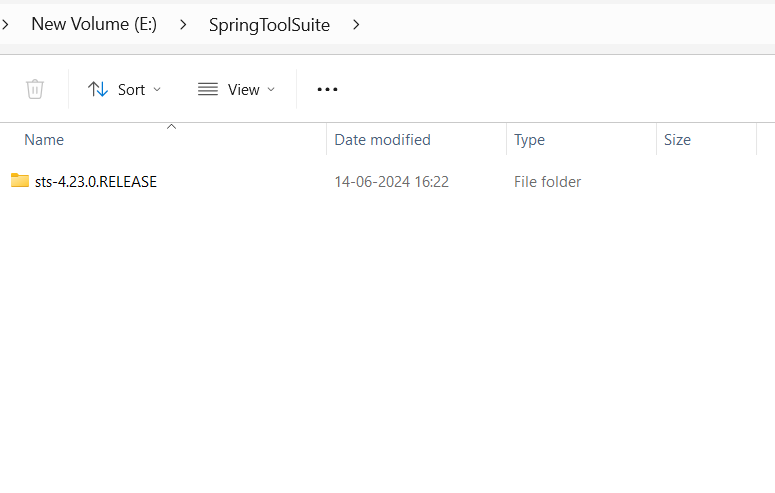 New Volume (E:) SpringToolSuite
Sort View
Name Date modified Type Size
sts-4.23.0.RELEASE 14-06-2024 16:22 File folder